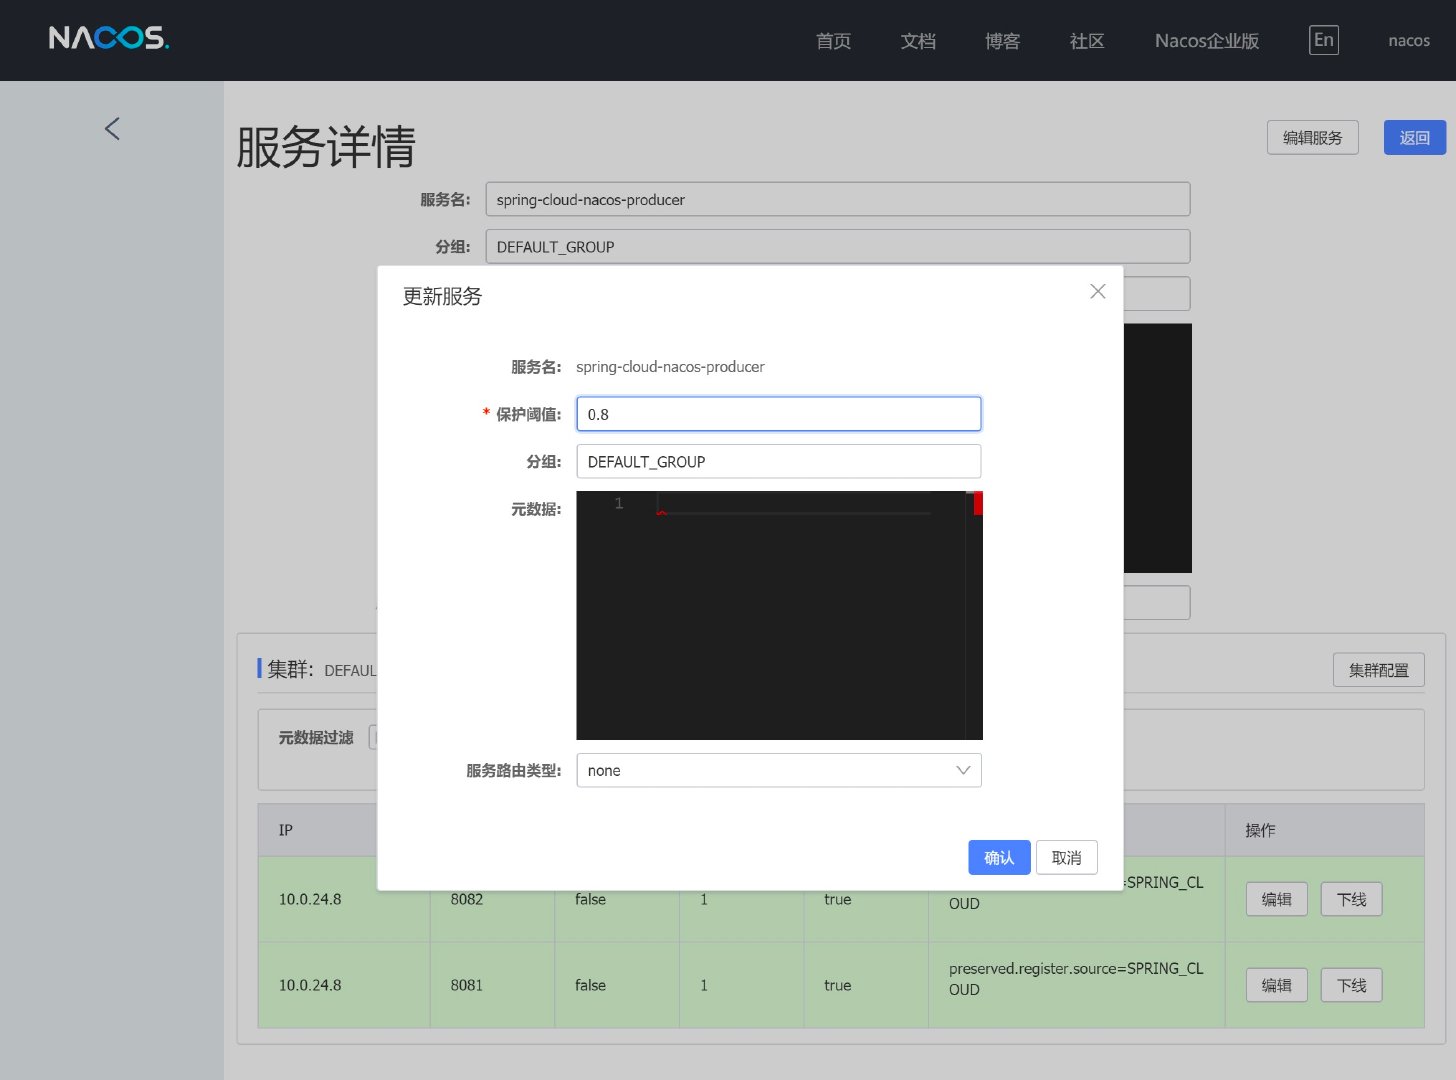 NACOS.
首页 文档 博客 社区 Nacos企业版 En nacos
服务详情
编辑服务 返回
服务名: spring-cloud-nacos-producer
分组: DEFAULT_GROUP
更新服务
服务名: spring-cloud-nacos-producer
* 保护阈值: 0.8
分组: DEFAULT_GROUP
元数据: 1
服务路由类型: none
确认 取消
集群: DEFAUL
集群配置
元数据过滤
IP 操作
10.0.24.8 8082 false 1 true =SPRING_CL
OUD
编辑 下线
10.0.24.8 8081 false 1 true preserved.register.source=SPRING_CL
OUD
编辑 下线